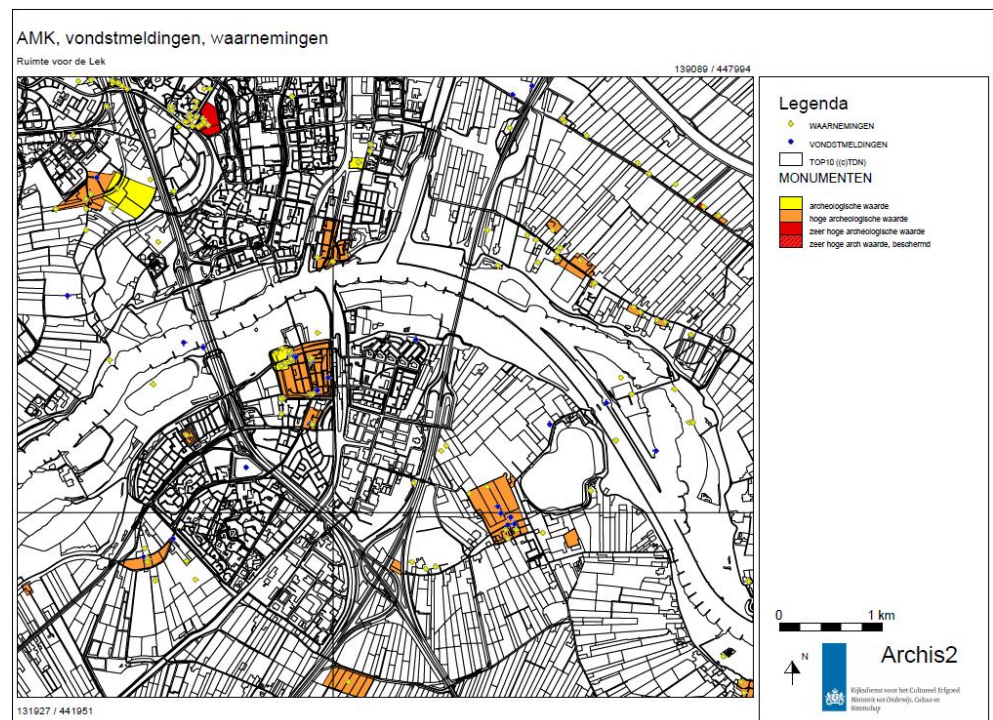 AMK, vondstmeldingen, waarnemingen
Ruimte voor de Lek
139089 / 447994
Legenda
WAARNEMINGEN
VONDSTMELDINGEN
TOP10 ((c)TDN)
MONUMENTEN
archeologische waarde
hoge archeologische waarde
zeer hoge archeologische waarde
zeer hoge arch waarde, beschermd
0 1 km
N
Archis2
Rijksdienst voor het Cultureel Erfgoed
Ministerie van Onderwijs, Cultuur en
Wetenschap
131927 / 441951